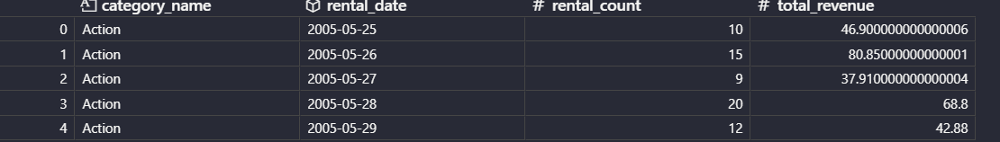 category_name rental_date # rental_count # total_revenue
0 Action 2005-05-25 10 46.900000000000006
1 Action 2005-05-26 15 80.85000000000001
2 Action 2005-05-27 9 37.910000000000004
3 Action 2005-05-28 20 68.8
4 Action 2005-05-29 12 42.88